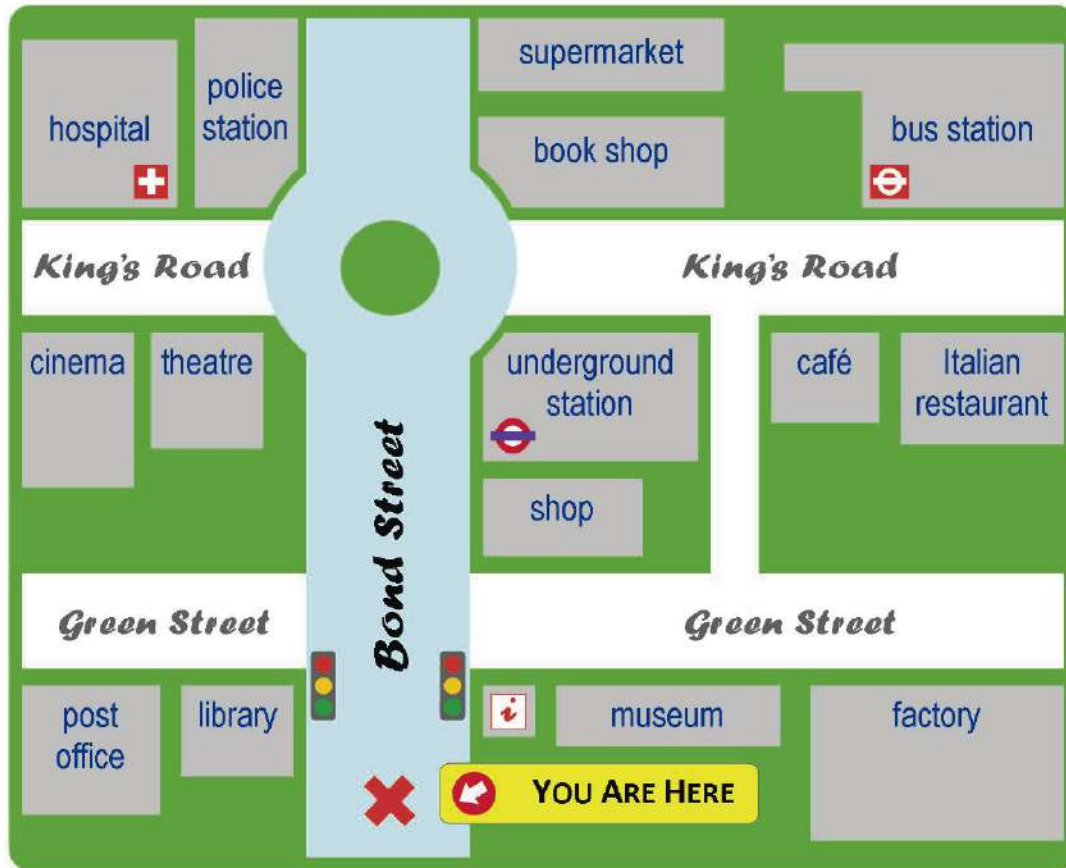 supermarket
police
station
hospital
book shop
bus station
King's Road
King's Road
cinema
theatre
underground
station
café
Italian
restaurant
shop
Bond Street
Green Street
Green Street
post
office
library
i
museum
factory
YOU ARE HERE